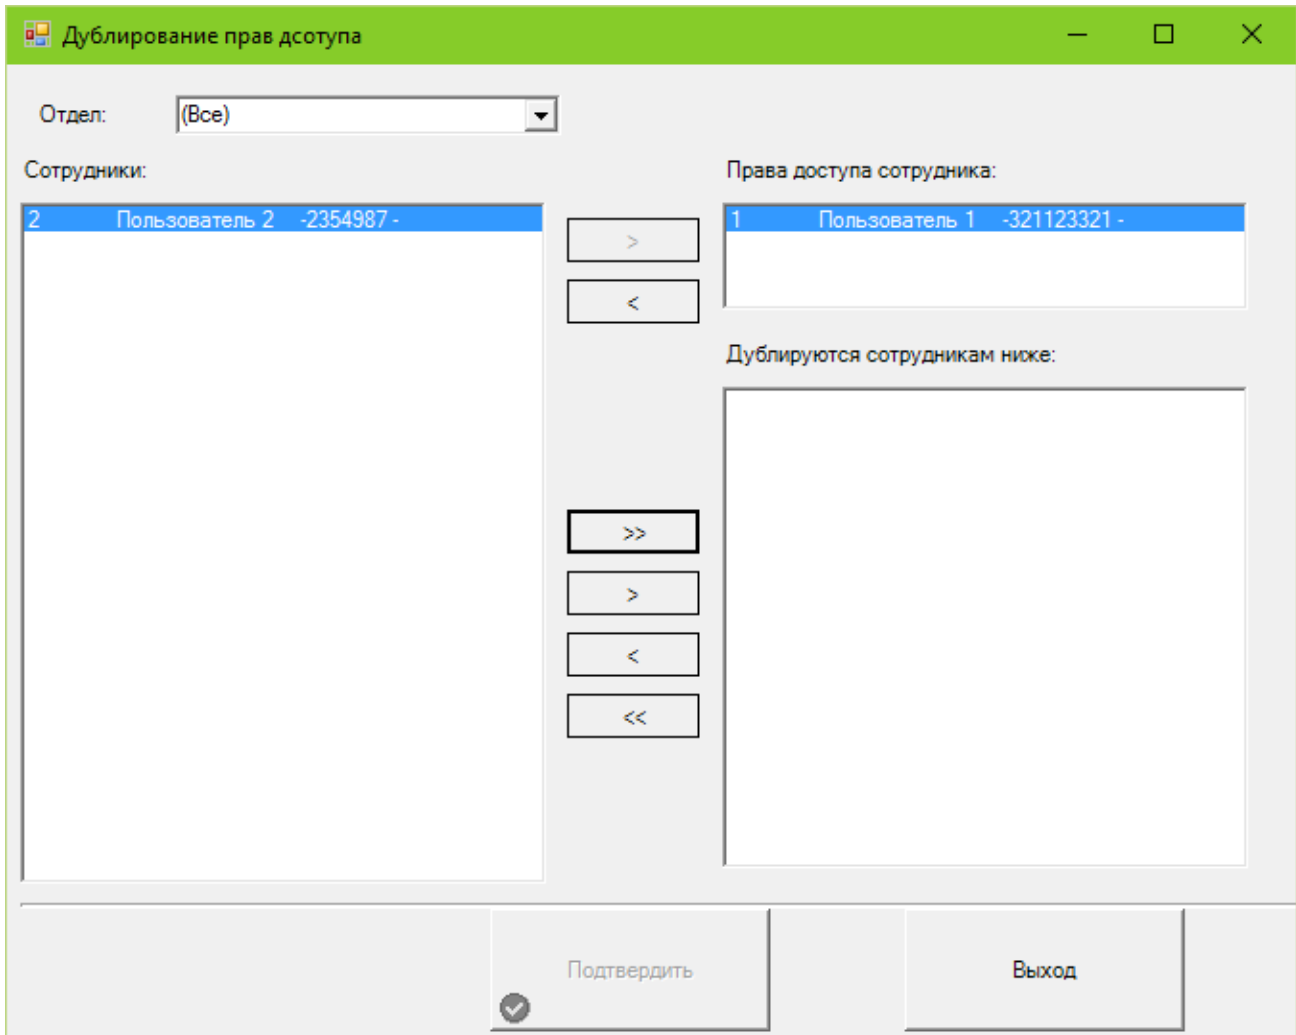 Дублирование прав дсотупа
Отдел: (Все)
Сотрудники:
Права доступа сотрудника:
2 Пользователь 2 -2354987 -
1 Пользователь 1 -321123321 -
>
<
Дублируются сотрудникам ниже:
>>
>
<
<<
Подтвердить
Выход